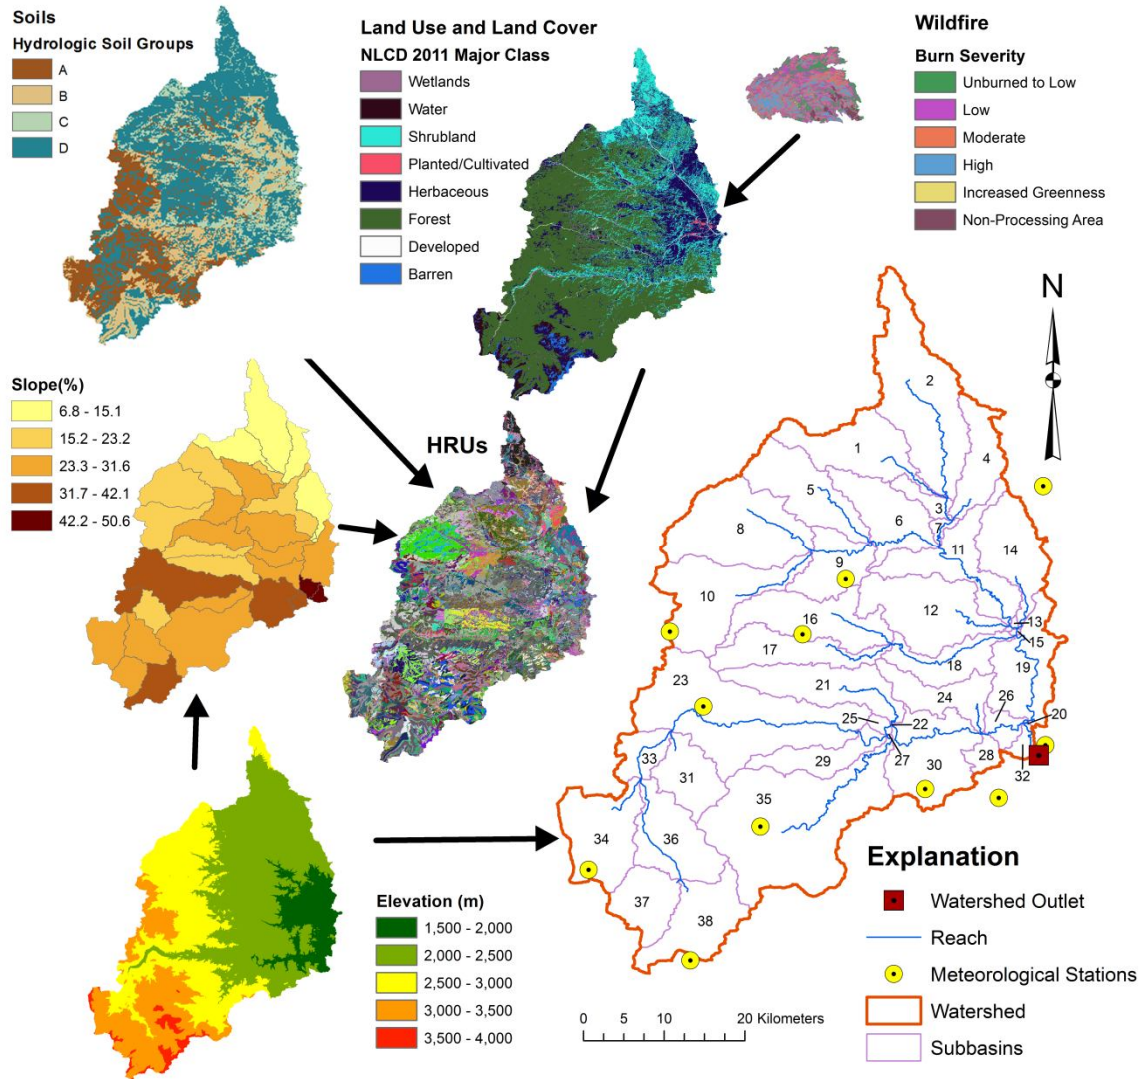 Soils
Hydrologic Soil Groups
A
B
C
D
Land Use and Land Cover
NLCD 2011 Major Class
Wetlands
Water
Shrubland
Planted/Cultivated
Herbaceous
Forest
Developed
Barren
Wildfire
Burn Severity
Unburned to Low
Low
Moderate
High
Increased Greenness
Non-Processing Area
Slope(%)
6.8 - 15.1
15.2 - 23.2
23.3 - 31.6
31.7 - 42.1
42.2 - 50.6
HRUs
N
2
1
4
5
3
6
7
8
11
14
9
10
12
13
16
15
17
18
19
23
21
24
26
25
22
20
27
28
32
33
29
30
31
35
34
36
37
38
Elevation (m)
1,500 - 2,000
2,000 - 2,500
2,500 - 3,000
3,000 - 3,500
3,500 - 4,000
0 5 10 20 Kilometers
Explanation
Watershed Outlet
Reach
Meteorological Stations
Watershed
Subbasins